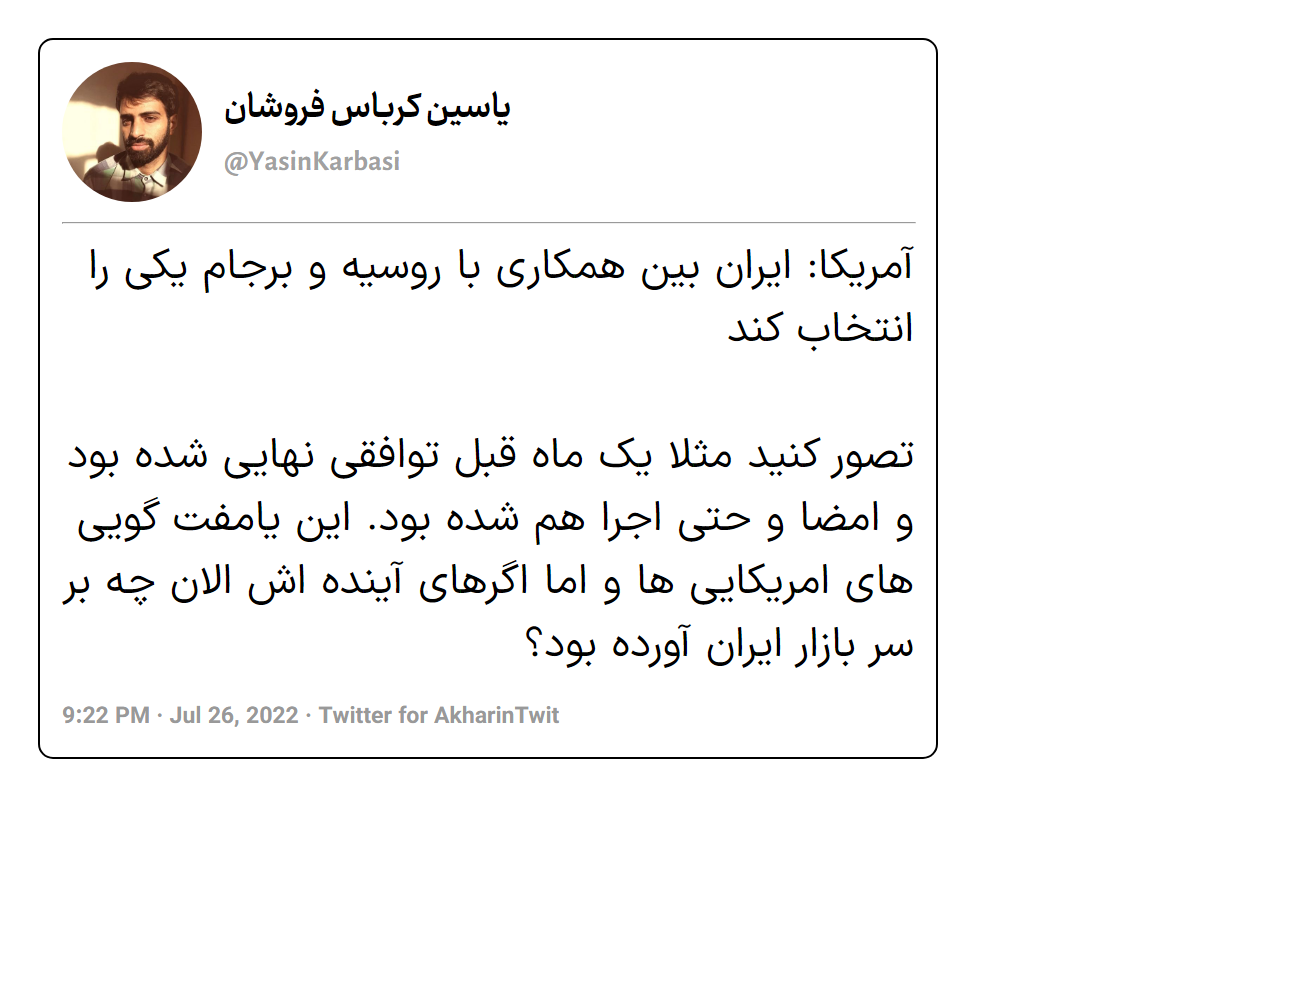 یاسین کرباس فروشان
@YasinKarbasi
آمریکا: ایران بین همکاری با روسیه و برجام یکی را
انتخاب کند
تصور کنید مثلا یک ماه قبل توافقی نهایی شده بود
و امضا و حتی اجرا هم شده بود. این یامفت گویی
های امریکایی ها و اما اگرهای آینده اش الان چه بر
سر بازار ایران آورده بود؟
9:22 PM · Jul 26, 2022 · Twitter for AkharinTwit